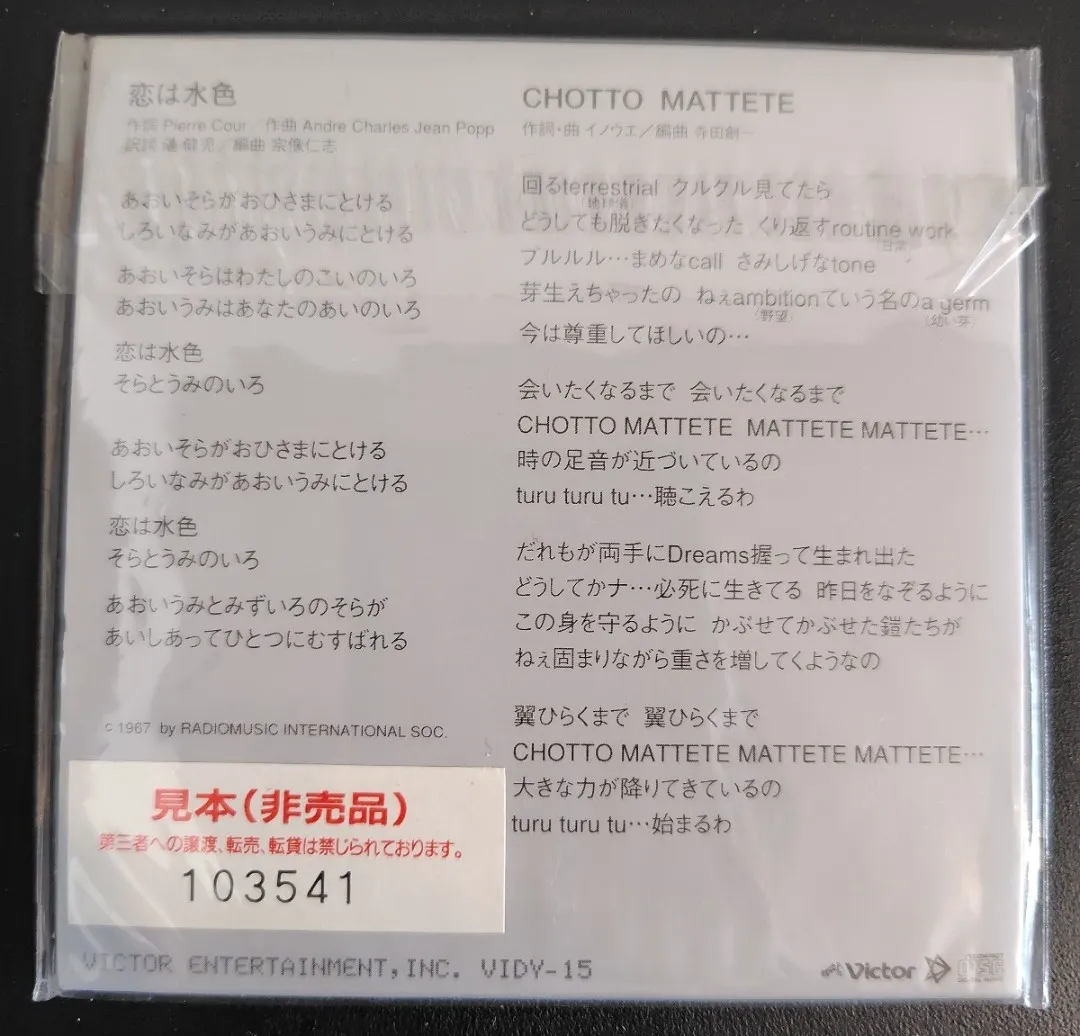 恋は水色
作詞 Pierre Cour／作曲 Andre Charles Jean Popp
訳詞 漣 健児／編曲 宗像仁志
あおいそらがおひさまにとける
しろいなみがあおいうみにとける
あおいそらはわたしのこいのいろ
あおいうみはあなたのあいのいろ
恋は水色
そらとうみのいろ
あおいそらがおひさまにとける
しろいなみがあおいうみにとける
恋は水色
そらとうみのいろ
あおいうみとみずいろのそらが
あいしあってひとつにむすばれる
c 1967 by RADIOMUSIC INTERNATIONAL SOC.
見本(非売品)
第三者への譲渡、転売、転貸は禁じられております。
103541
CHOTTO MATTETE
作詞・曲 イノウエ／編曲 寺田創一
回るterrestrial クルクル見てたら
(地球儀)
どうしても脱ぎたくなった くり返すroutine work
(日常)
プルルル…まめなcall さみしげなtone
芽生えちゃったの ねぇambitionていう名のa germ
(野望)
(幼い芽)
今は尊重してほしいの…
会いたくなるまで 会いたくなるまで
CHOTTO MATTETE MATTETE MATTETE…
時の足音が近づいているの
turu turu tu…聴こえるわ
だれもが両手にDreams握って生まれ出た
どうしてかナ…必死に生きてる 昨日をなぞるように
この身を守るように かぶせてかぶせた鎧たちが
ねぇ固まりながら重さを増してくようなの
翼ひらくまで 翼ひらくまで
CHOTTO MATTETE MATTETE MATTETE…
大きな力が降りてきているの
turu turu tu…始まるわ
VICTOR ENTERTAINMENT,INC. VIDY-15
Victor